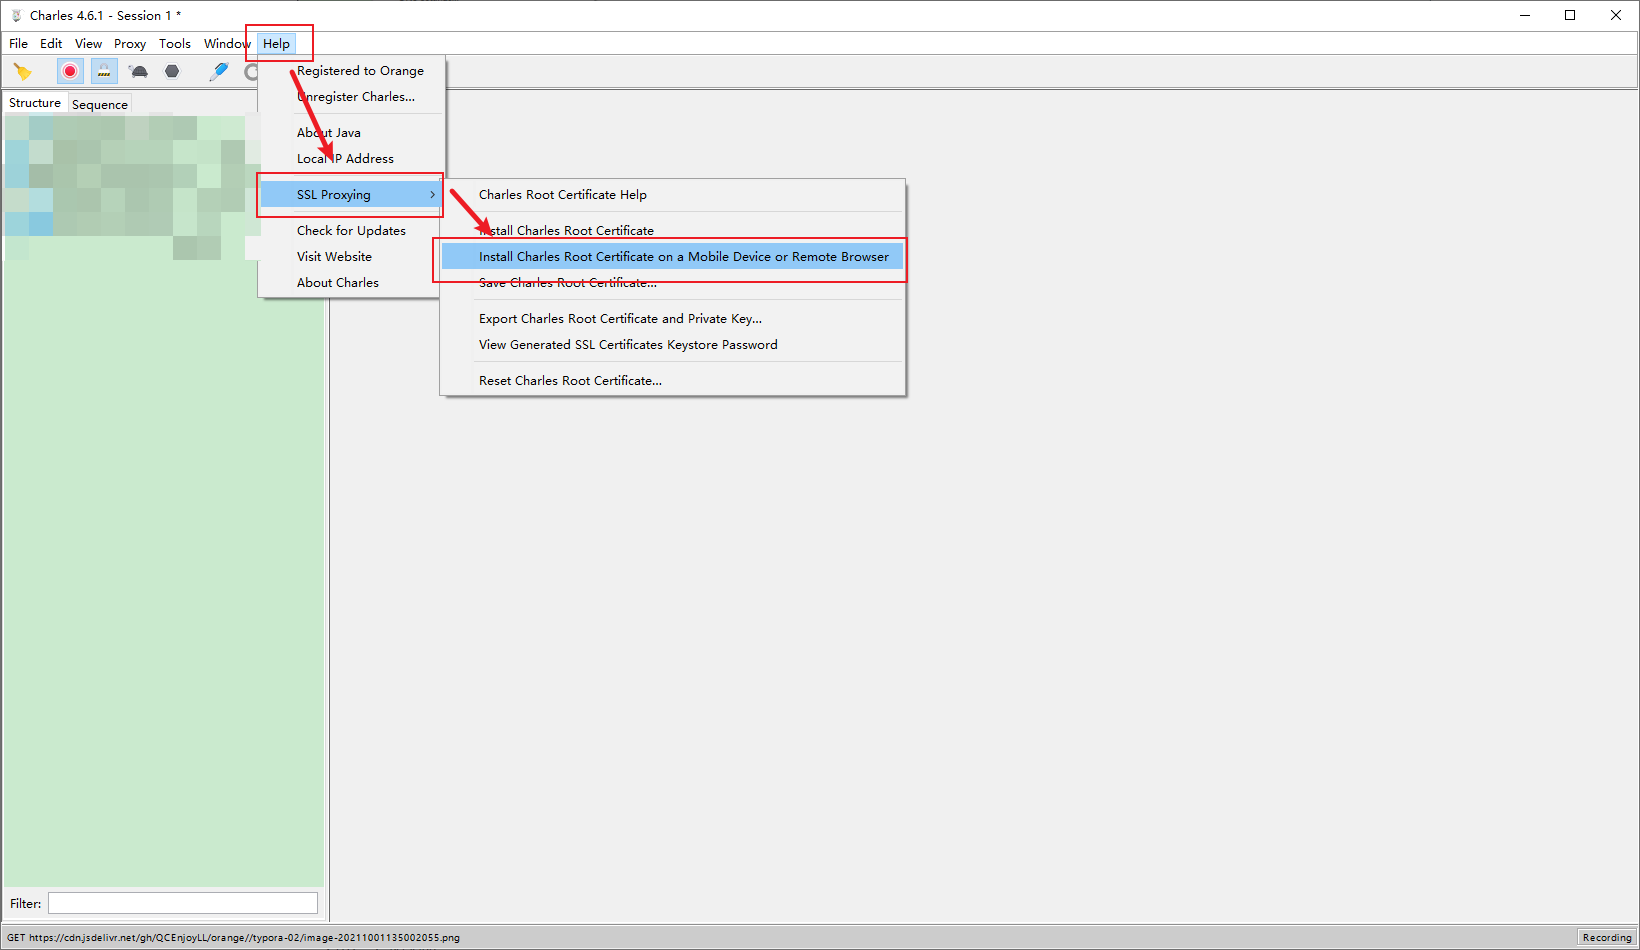 Charles 4.6.1 - Session 1 *
File Edit View Proxy Tools Window Help
Structure Sequence
Registered to Orange
Unregister Charles...
About Java
Local IP Address
SSL Proxying >
Check for Updates
Visit Website
About Charles
Charles Root Certificate Help
Install Charles Root Certificate
Install Charles Root Certificate on a Mobile Device or Remote Browser
Save Charles Root Certificate...
Export Charles Root Certificate and Private Key...
View Generated SSL Certificates Keystore Password
Reset Charles Root Certificate...
Filter:
GET https://cdn.jsdelivr.net/gh/QCEnjoyLL/orange//typora-02/image-20211001135002055.png
Recording